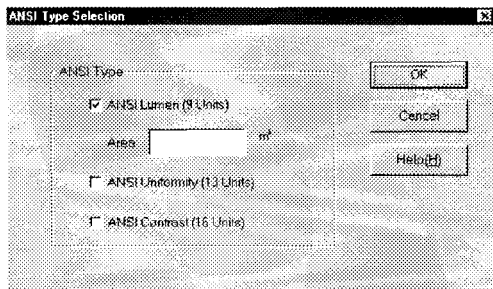 ANSI Type Selection
ANSI Type
ANSI Lumen (9 Units)
Area
m²
ANSI Uniformity (13 Units)
ANSI Contrast (16 Units)
OK
Cancel
Help(H)